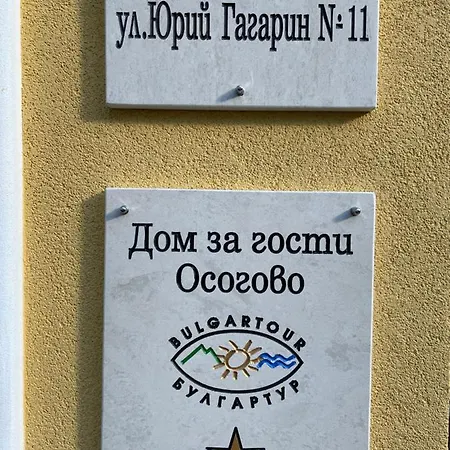 ул.Юрий Гагарин №11
Дом за гости
Осогово
BULGARTOUR
БУЛГАРТУР